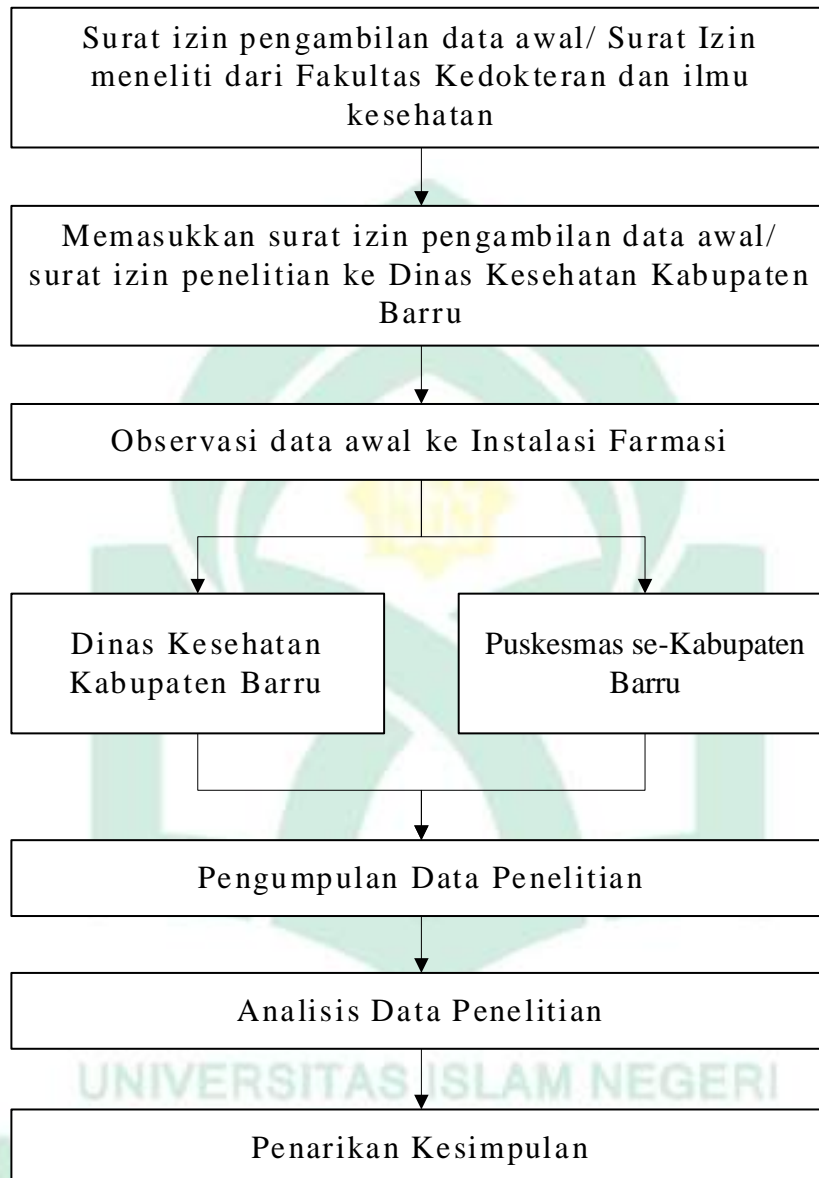 Surat izin pengambilan data awal/ Surat Izin
meneliti dari Fakultas Kedokteran dan ilmu
kesehatan
Memasukkan surat izin pengambilan data awal/
surat izin penelitian ke Dinas Kesehatan Kabupaten
Barru
Observasi data awal ke Instalasi Farmasi
Dinas Kesehatan
Kabupaten Barru
Puskesmas se-Kabupaten
Barru
Pengumpulan Data Penelitian
Analisis Data Penelitian
UNIVERSITAS ISLAM NEGERI
Penarikan Kesimpulan